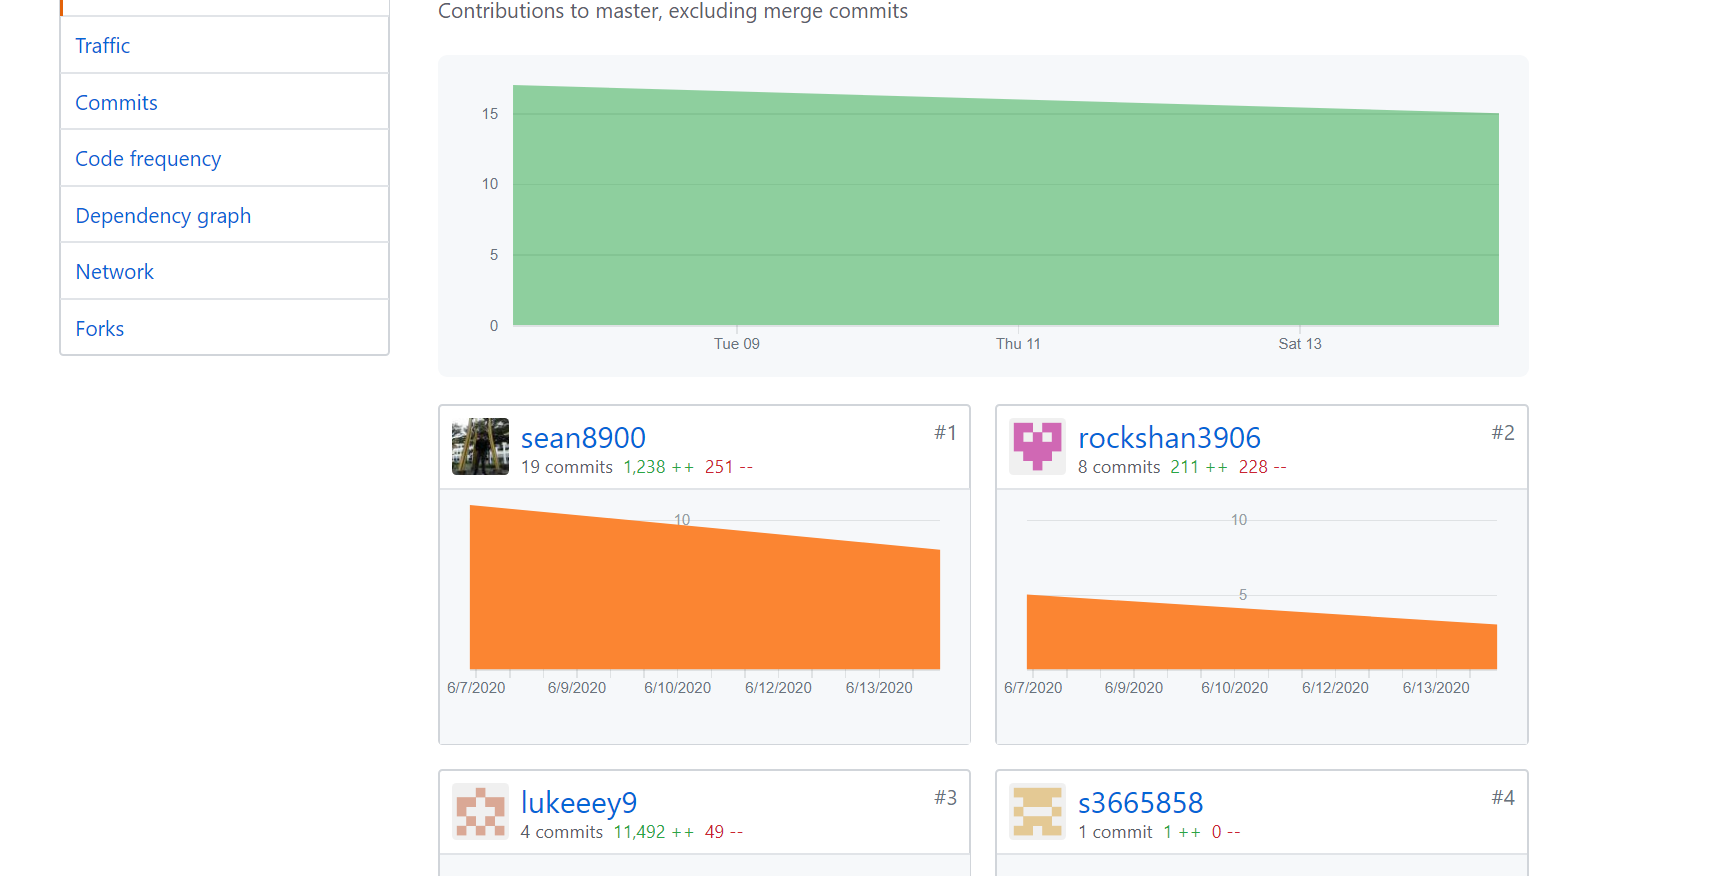 Contributions to master, excluding merge commits
Traffic
Commits
Code frequency
Dependency graph
Network
Forks
15
10
5
0
Tue 09 Thu 11 Sat 13
sean8900 #1
19 commits 1,238 ++ 251 --
10
6/7/2020 6/9/2020 6/10/2020 6/12/2020 6/13/2020
rockshan3906 #2
8 commits 211 ++ 228 --
10
5
6/7/2020 6/9/2020 6/10/2020 6/12/2020 6/13/2020
lukeeey9 #3
4 commits 11,492 ++ 49 --
s3665858 #4
1 commit 1 ++ 0 --